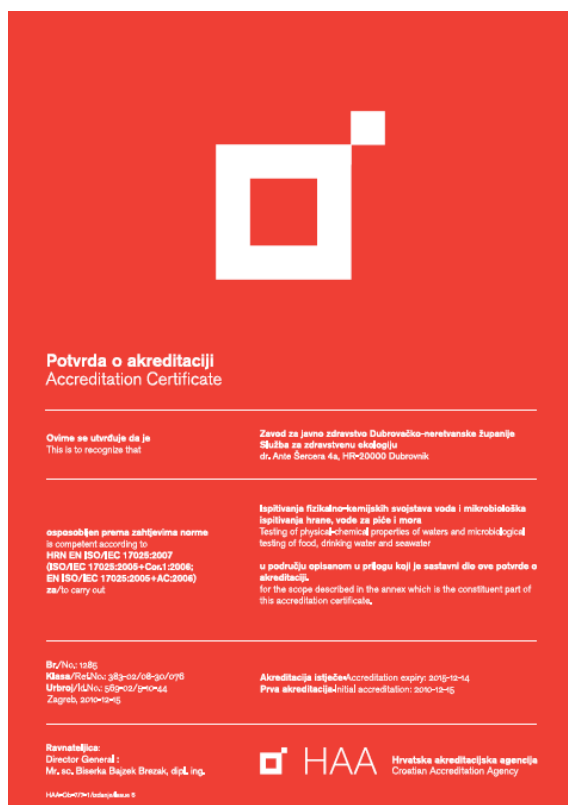 Potvrda o akreditaciji
Accreditation Certificate
Ovime se utvrđuje da je
This is to recognize that
Zavod za javno zdravstvo Dubrovačko-neretvanske županije
Služba za zdravstvenu ekologiju
dr. Ante Šercera 4a, HR-20000 Dubrovnik
osposobljen prema zahtjevima norme
is competent according to
HRN EN ISO/IEC 17025:2007
(ISO/IEC 17025:2005+Cor.1:2006;
EN ISO/IEC 17025:2005+AC:2006)
za/to carry out
Ispitivanja fizikalno-kemijskih svojstava voda i mikrobiološka
ispitivanja hrane, vode za piće i mora
Testing of physical-chemical properties of waters and microbiological
testing of food, drinking water and seawater
u području opisanom u prilogu koji je sastavni dio ove potvrde o
akreditaciji.
for the scope described in the annex which is the constituent part of
this accreditation certificate.
Br./No.: 1285
Klasa/Ref.No.: 383-02/08-30/076
Urbroj/Id.No.: 569-02/9-10-44
Zagreb, 2010-12-15
Akreditacija istječe/Accreditation expiry: 2015-12-14
Prva akreditacija/Initial accreditation: 2010-12-15
Ravnateljica:
Director General :
Mr. sc. Biserka Bajzek Brezak, dipl. ing.
HAA
Hrvatska akreditacijska agencija
Croatian Accreditation Agency